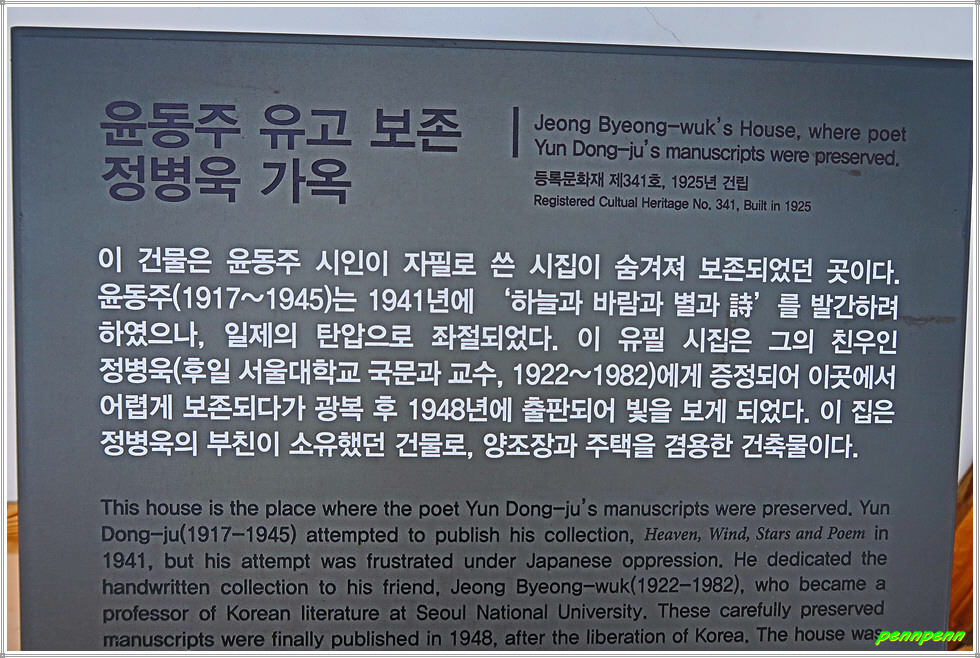 윤동주 유고 보존
정병욱 가옥
Jeong Byeong-wuk's House, where poet
Yun Dong-ju's manuscripts were preserved.
등록문화재 제341호, 1925년 건립
Registered Cultual Heritage No. 341, Built in 1925
이 건물은 윤동주 시인이 자필로 쓴 시집이 숨겨져 보존되었던 곳이다.
윤동주(1917~1945)는 1941년에 ‘하늘과 바람과 별과 詩’를 발간하려
하였으나, 일제의 탄압으로 좌절되었다. 이 유필 시집은 그의 친우인
정병욱(후일 서울대학교 국문과 교수, 1922~1982)에게 증정되어 이곳에서
어렵게 보존되다가 광복 후 1948년에 출판되어 빛을 보게 되었다. 이 집은
정병욱의 부친이 소유했던 건물로, 양조장과 주택을 겸용한 건축물이다.
This house is the place where the poet Yun Dong-ju's manuscripts were preserved. Yun
Dong-ju(1917-1945) attempted to publish his collection, Heaven, Wind, Stars and Poem in
1941, but his attempt was frustrated under Japanese oppression. He dedicated the
handwritten collection to his friend, Jeong Byeong-wuk(1922-1982), who became a
professor of Korean literature at Seoul National University. These carefully preserved
manuscripts were finally published in 1948, after the liberation of Korea. The house was
pennpenn